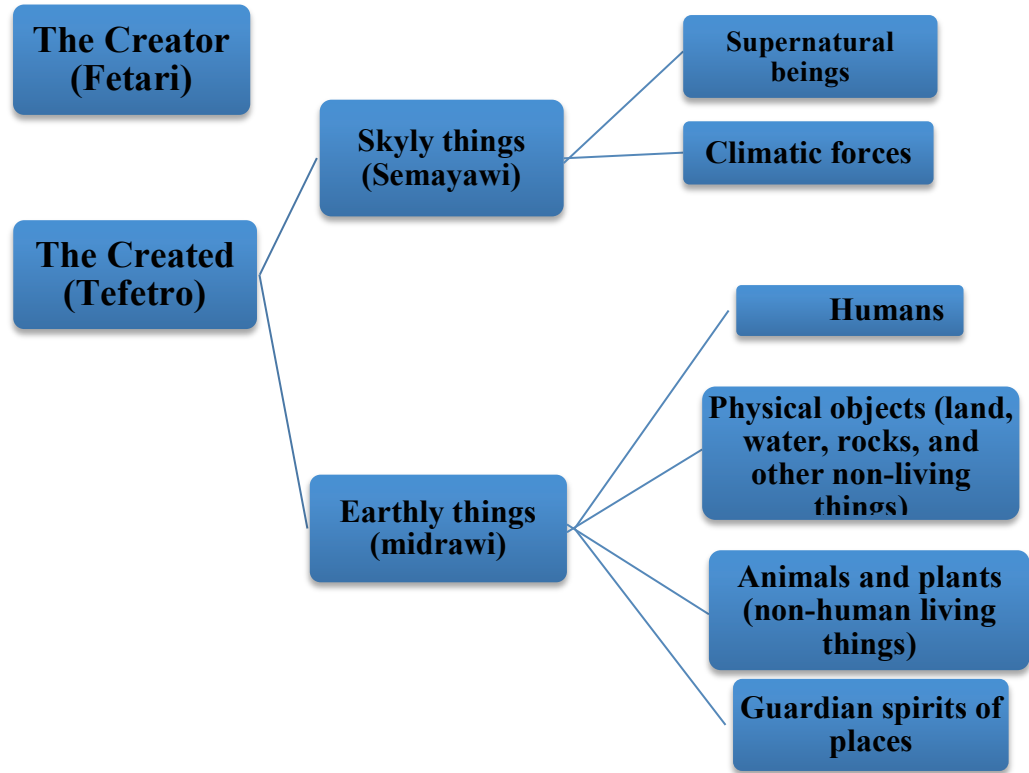 The Creator
(Fetari)
The Created
(Tefetro)
Skyly things
(Semayawi)
Earthly things
(midrawi)
Supernatural
beings
Climatic forces
Humans
Physical objects (land,
water, rocks, and
other non-living
things)
Animals and plants
(non-human living
things)
Guardian spirits of
places